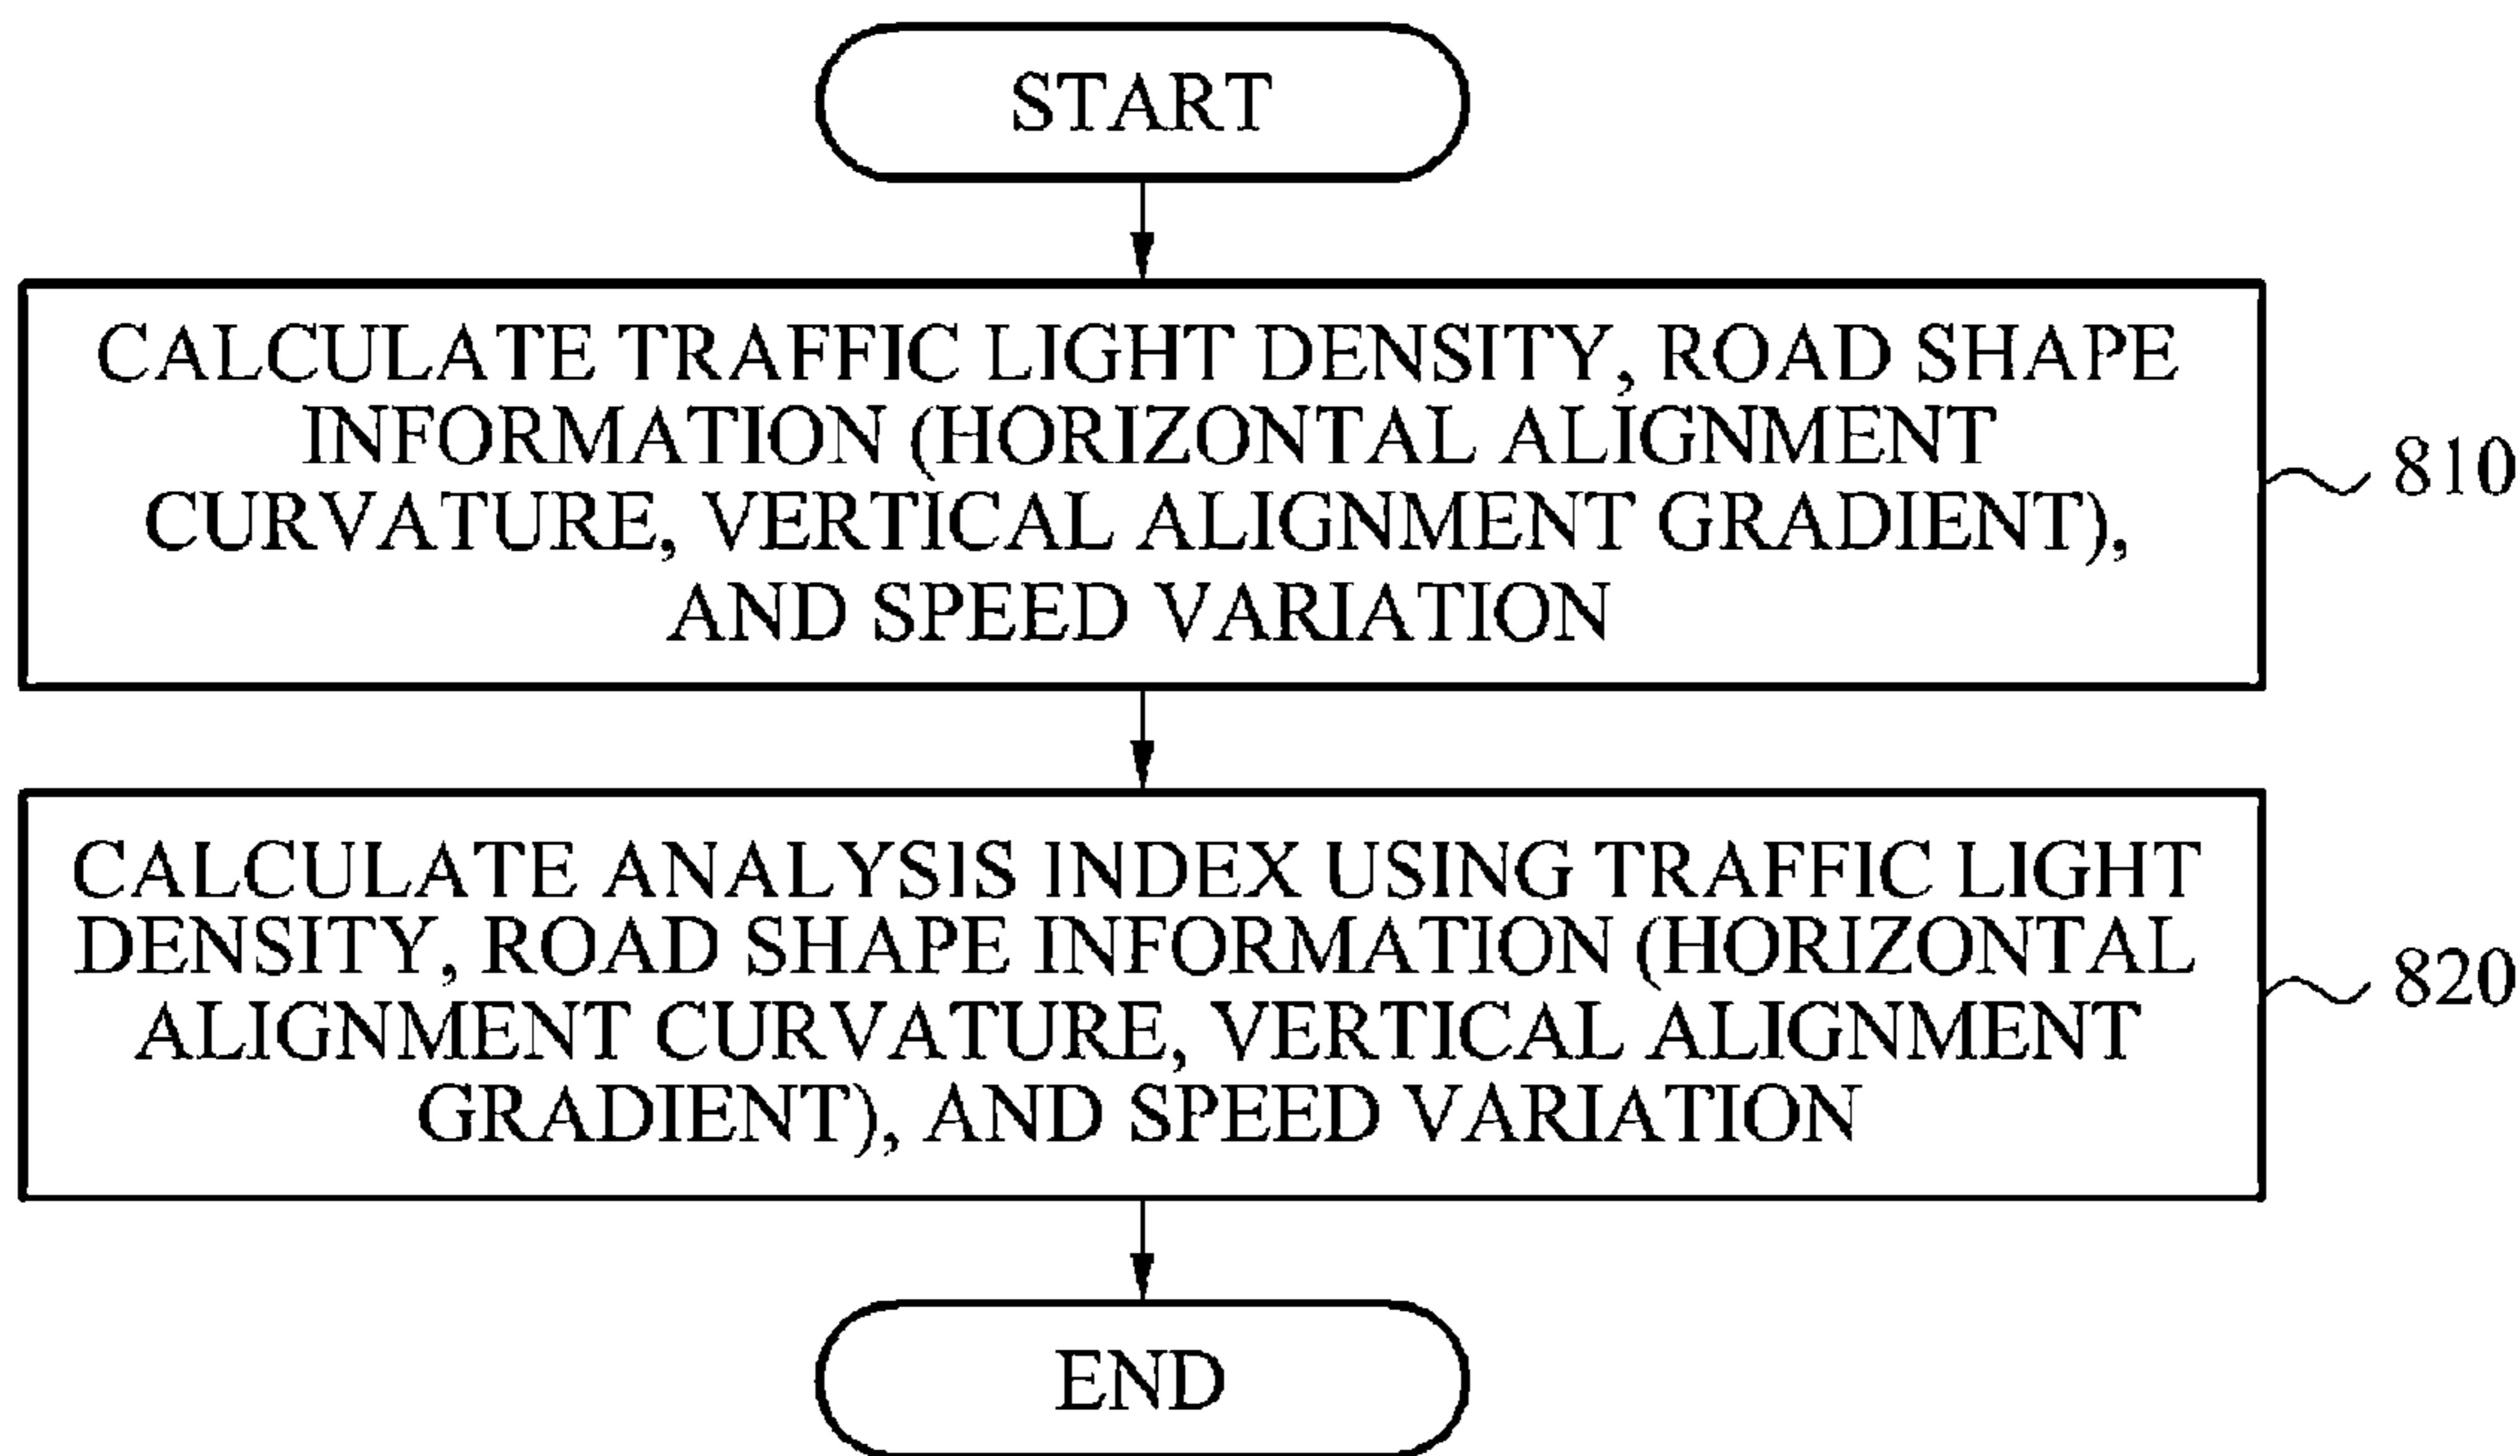 START
CALCULATE TRAFFIC LIGHT DENSITY, ROAD SHAPE
INFORMATION (HORIZONTAL ALIGNMENT
CURVATURE, VERTICAL ALIGNMENT GRADIENT),
AND SPEED VARIATION
810
CALCULATE ANALYSIS INDEX USING TRAFFIC LIGHT
DENSITY, ROAD SHAPE INFORMATION (HORIZONTAL
ALIGNMENT CURVATURE, VERTICAL ALIGNMENT
GRADIENT), AND SPEED VARIATION
820
END